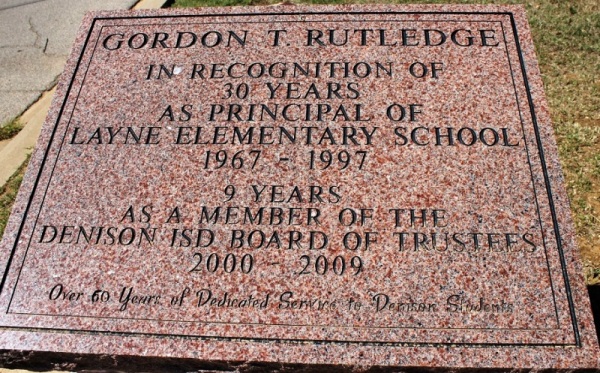 GORDON T. RUTLEDGE
IN RECOGNITION OF
30 YEARS
AS PRINCIPAL OF
LAYNE ELEMENTARY SCHOOL
1967 - 1997
9 YEARS
AS A MEMBER OF THE
DENISON ISD BOARD OF TRUSTEES
2000 - 2009
Over 60 Years of Dedicated Service to Denison Students